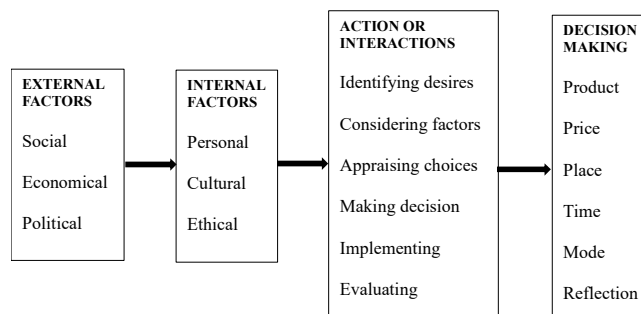 EXTERNAL
FACTORS
Social
Economical
Political
INTERNAL
FACTORS
Personal
Cultural
Ethical
ACTION OR
INTERACTIONS
Identifying desires
Considering factors
Appraising choices
Making decision
Implementing
Evaluating
DECISION
MAKING
Product
Price
Place
Time
Mode
Reflection